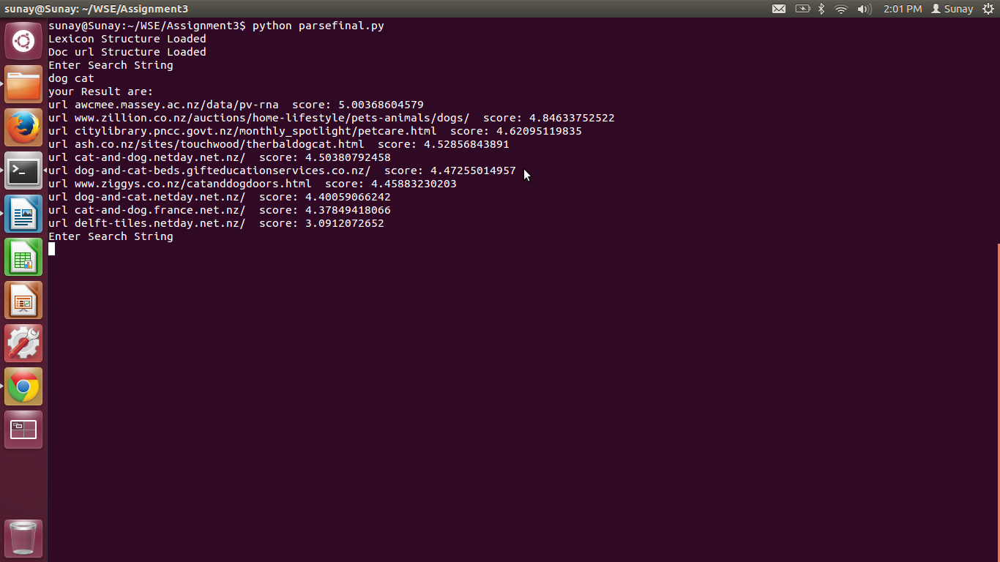 sunay@Sunay: ~/WSE/Assignment3
2:01 PM
Sunay
sunay@Sunay:~/WSE/Assignment3$ python parsefinal.py
Lexicon Structure Loaded
Doc url Structure Loaded
Enter Search String
dog cat
your Result are:
url awcmee.massey.ac.nz/data/pv-rna  score: 5.00368604579
url www.zillion.co.nz/auctions/home-lifestyle/pets-animals/dogs/  score: 4.84633752522
url citylibrary.pncc.govt.nz/monthly_spotlight/petcare.html  score: 4.62095119835
url ash.co.nz/sites/touchwood/therbaldogcat.html  score: 4.52856843891
url cat-and-dog.netday.net.nz/  score: 4.50380792458
url dog-and-cat-beds.gifteducationservices.co.nz/  score: 4.47255014957
url www.ziggys.co.nz/catanddogdoors.html  score: 4.45883230203
url dog-and-cat.netday.net.nz/  score: 4.40059066242
url cat-and-dog.france.net.nz/  score: 4.37849418066
url delft-tiles.netday.net.nz/  score: 3.0912072652
Enter Search String